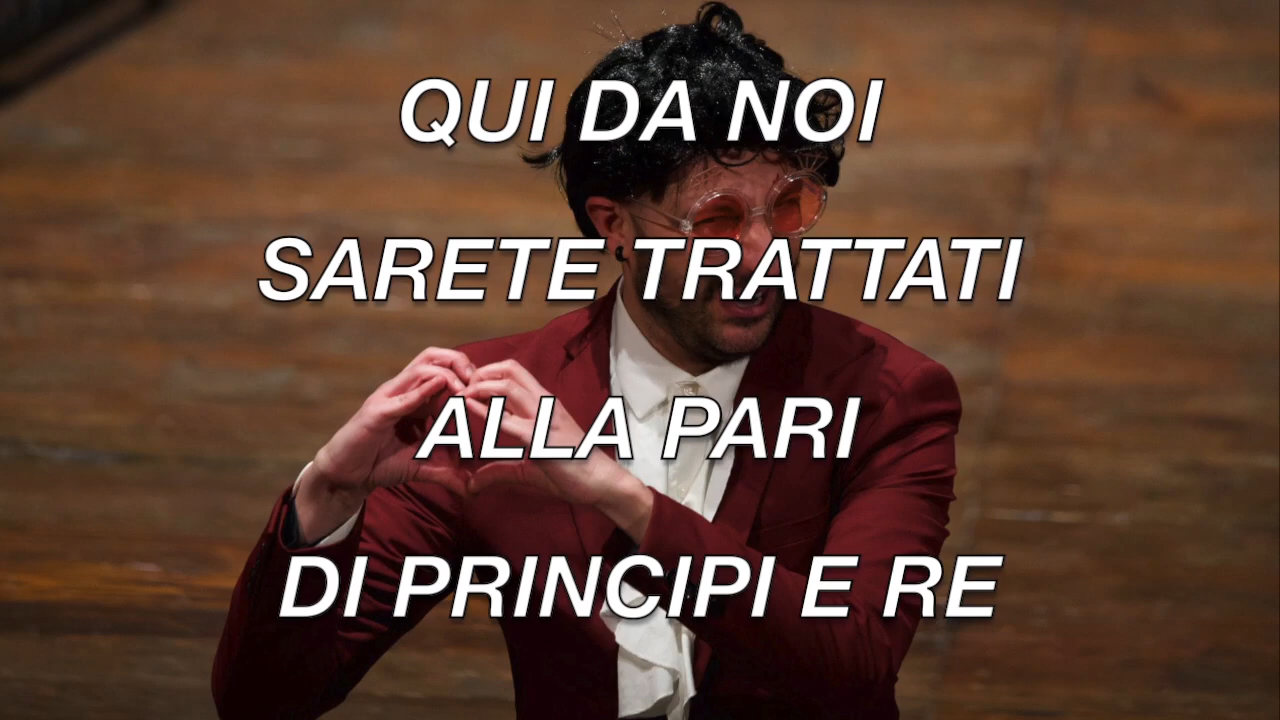 QUI DA NOI
SARETE TRATTATI
ALLA PARI
DI PRINCIPI E RE